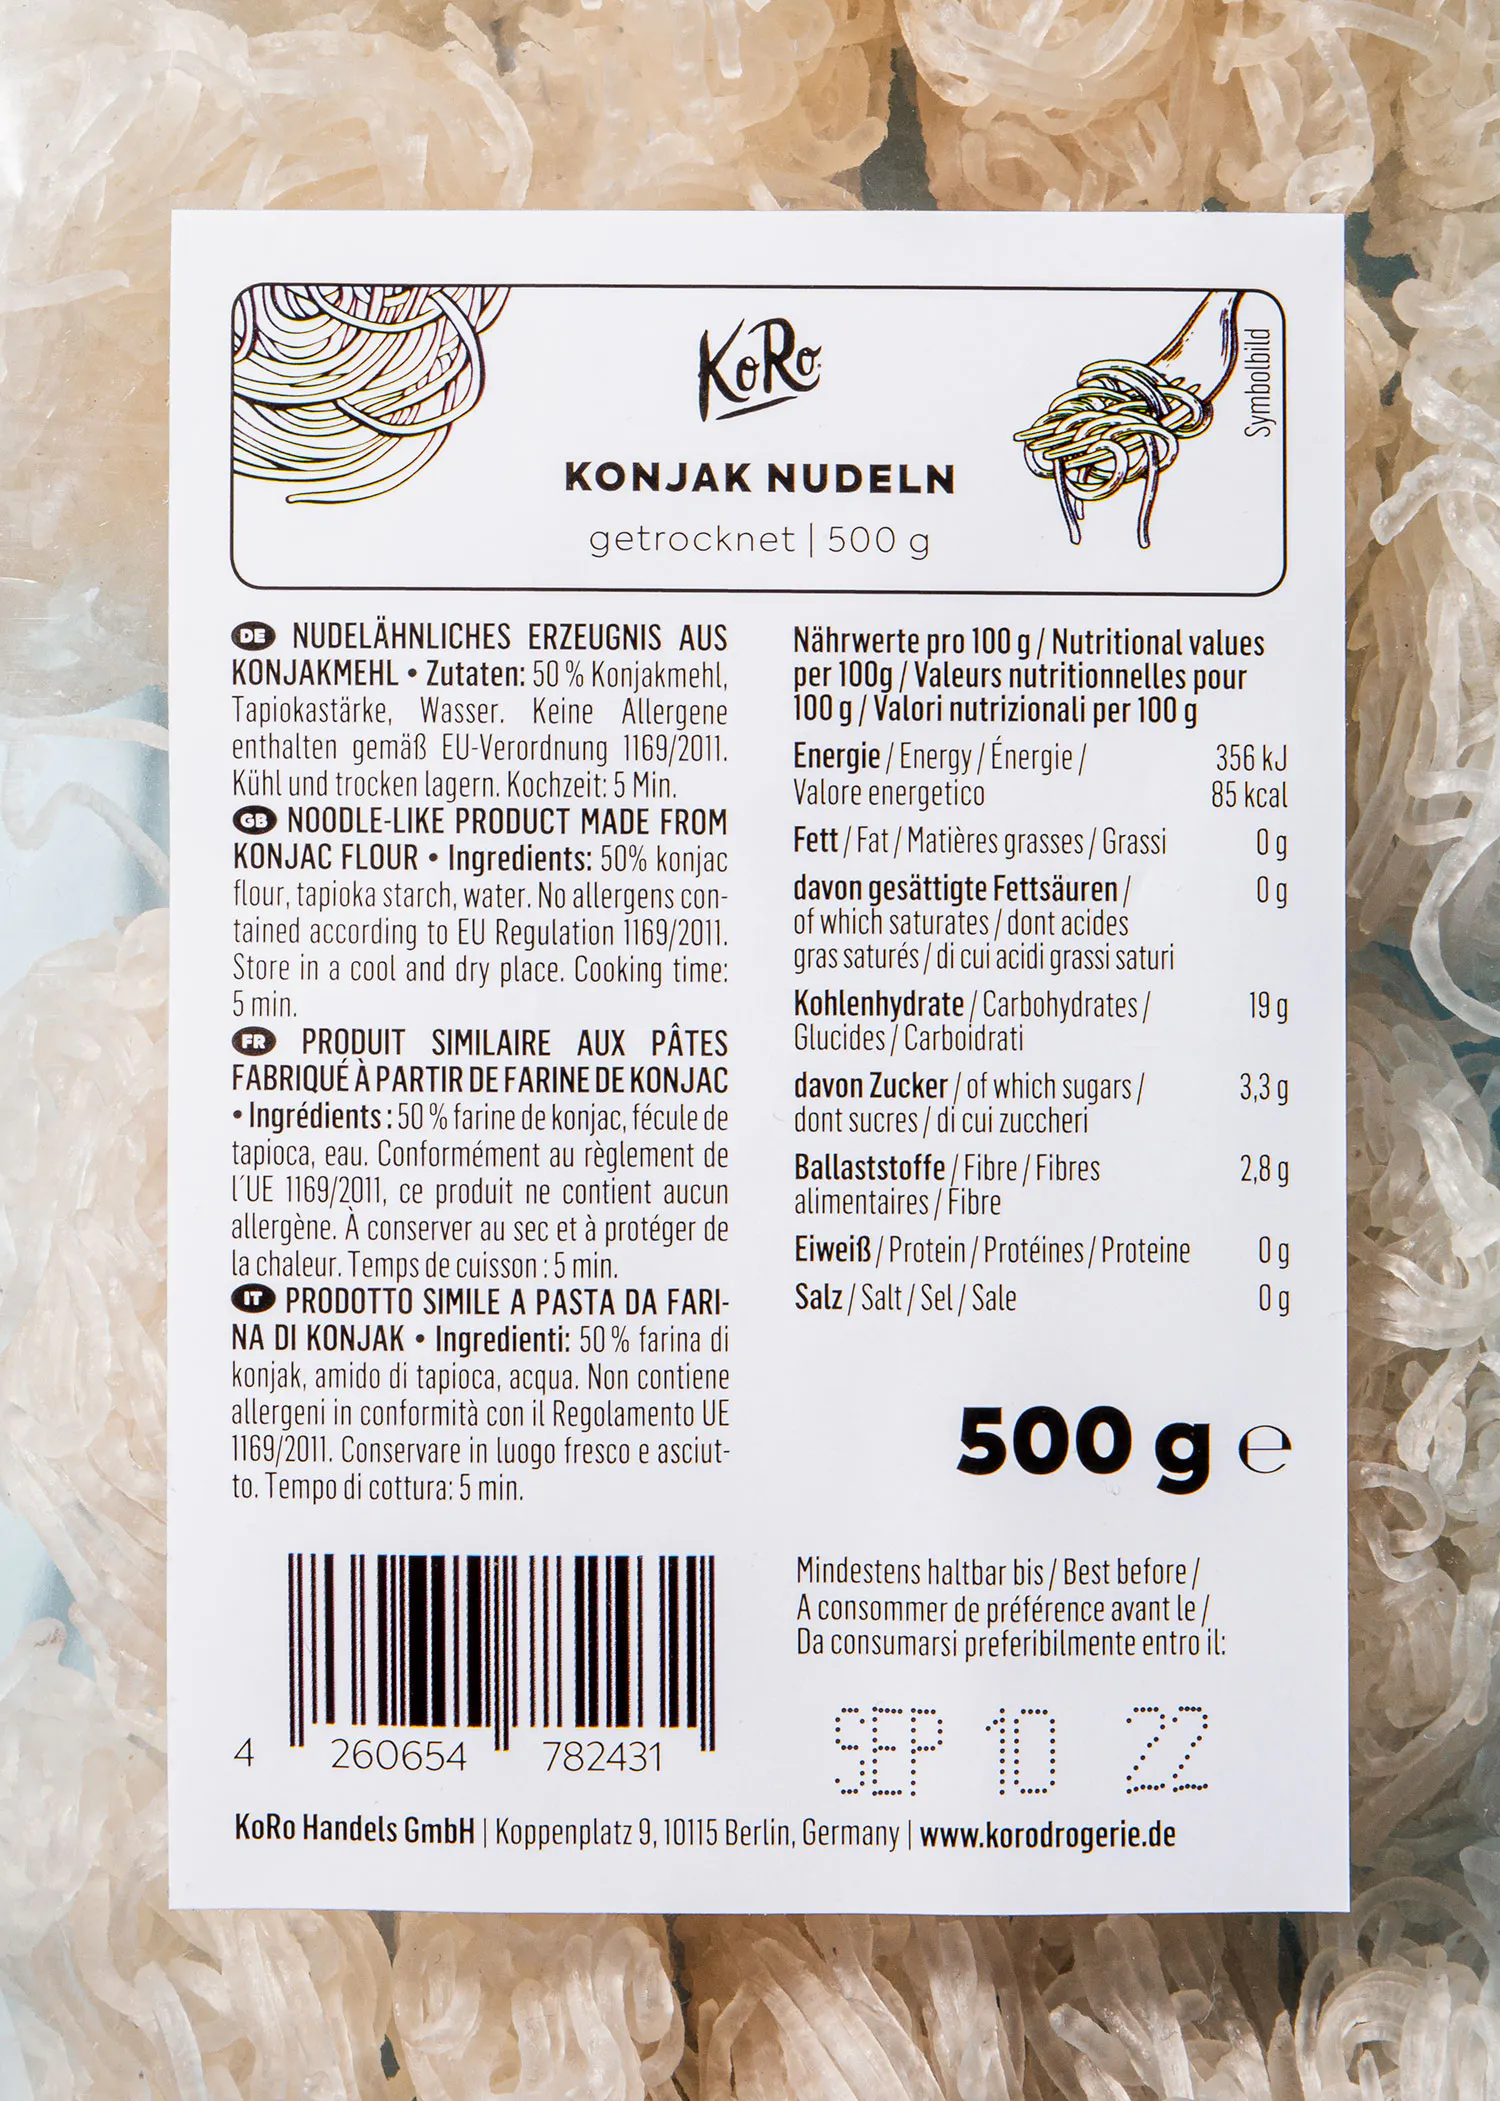 KoRo
KONJAK NUDELN
getrocknet | 500 g
Symbolbild
DE NUDELÄHNLICHES ERZEUGNIS AUS
KONJAKMEHL • Zutaten: 50 % Konjakmehl,
Tapiokastärke, Wasser. Keine Allergene
enthalten gemäß EU-Verordnung 1169/2011.
Kühl und trocken lagern. Kochzeit: 5 Min.
GB NOODLE-LIKE PRODUCT MADE FROM
KONJAC FLOUR • Ingredients: 50% konjac
flour, tapioka starch, water. No allergens con-
tained according to EU Regulation 1169/2011.
Store in a cool and dry place. Cooking time:
5 min.
FR PRODUIT SIMILAIRE AUX PÂTES
FABRIQUÉ À PARTIR DE FARINE DE KONJAC
• Ingrédients : 50 % farine de konjac, fécule de
tapioca, eau. Conformément au règlement de
l´UE 1169/2011, ce produit ne contient aucun
allergène. À conserver au sec et à protéger de
la chaleur. Temps de cuisson : 5 min.
IT PRODOTTO SIMILE A PASTA DA FARI-
NA DI KONJAK • Ingredienti: 50 % farina di
konjak, amido di tapioca, acqua. Non contiene
allergeni in conformità con il Regolamento UE
1169/2011. Conservare in luogo fresco e asciut-
to. Tempo di cottura: 5 min.
Nährwerte pro 100 g / Nutritional values
per 100g / Valeurs nutritionnelles pour
100 g / Valori nutrizionali per 100 g
Energie / Energy / Énergie / 356 kJ
Valore energetico 85 kcal
Fett / Fat / Matières grasses / Grassi 0 g
davon gesättigte Fettsäuren / 0 g
of which saturates / dont acides
gras saturés / di cui acidi grassi saturi
Kohlenhydrate / Carbohydrates / 19 g
Glucides / Carboidrati
davon Zucker / of which sugars / 3,3 g
dont sucres / di cui zuccheri
Ballaststoffe / Fibre / Fibres 2,8 g
alimentaires / Fibre
Eiweiß / Protein / Protéines / Proteine 0 g
Salz / Salt / Sel / Sale 0 g
500 g e
Mindestens haltbar bis / Best before /
A consommer de préférence avant le /
Da consumarsi preferibilmente entro il:
SEP 10 22
4 260654 782431
KoRo Handels GmbH | Koppenplatz 9, 10115 Berlin, Germany | www.korodrogerie.de